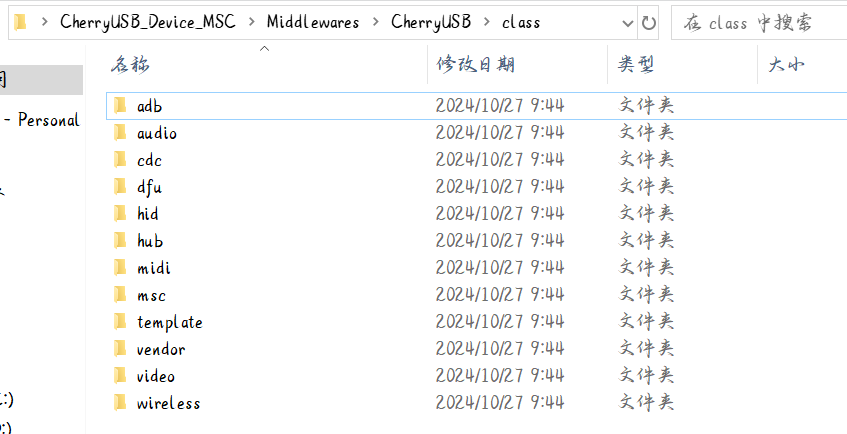 CherryUSB_Device_MSC > Middlewares > CherryUSB > class 在 class 中搜索
名称 修改日期 类型 大小
adb 2024/10/27 9:44 文件夹
- Personal
audio 2024/10/27 9:44 文件夹
cdc 2024/10/27 9:44 文件夹
dfu 2024/10/27 9:44 文件夹
hid 2024/10/27 9:44 文件夹
hub 2024/10/27 9:44 文件夹
midi 2024/10/27 9:44 文件夹
msc 2024/10/27 9:44 文件夹
template 2024/10/27 9:44 文件夹
vendor 2024/10/27 9:44 文件夹
video 2024/10/27 9:44 文件夹
wireless 2024/10/27 9:44 文件夹
:)
:)